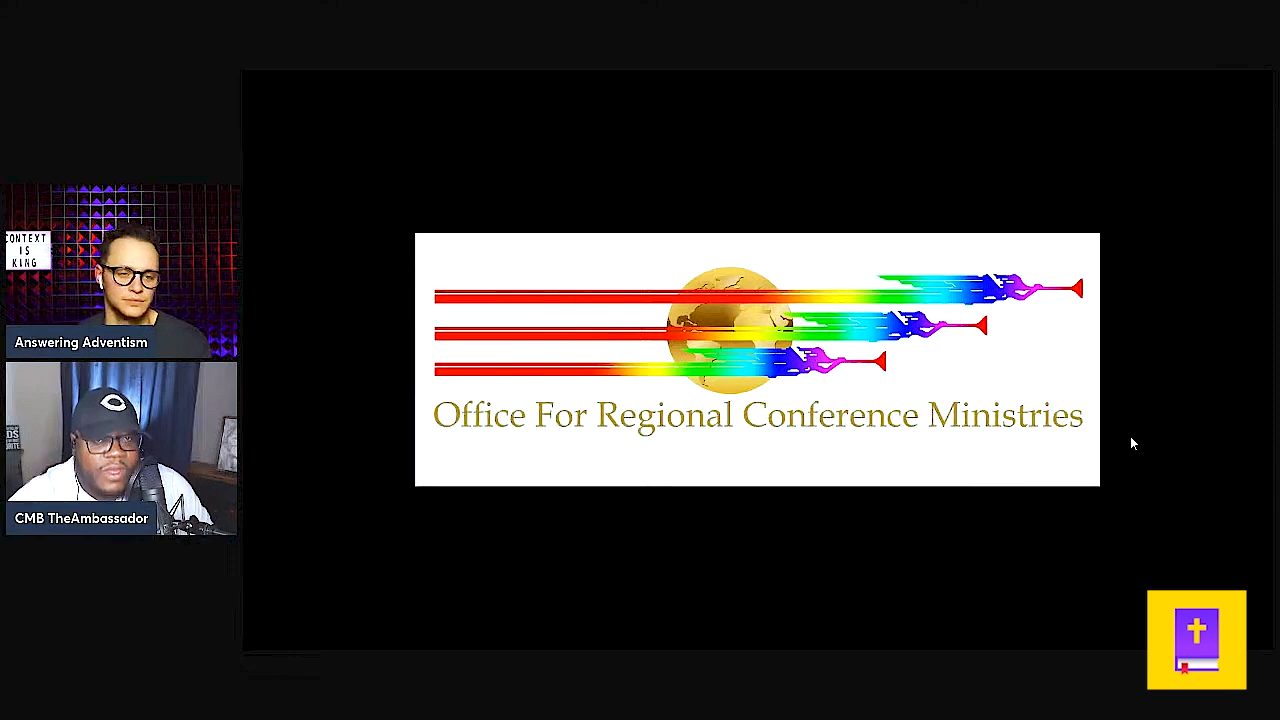 CONTEXT
IS
KING
Answering Adventism
CMB TheAmbassador
Office For Regional Conference Ministries